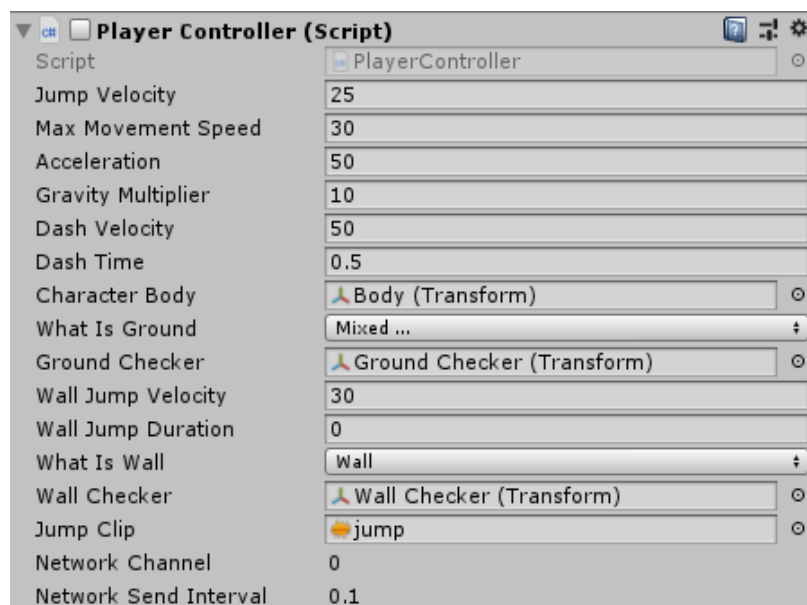 Player Controller (Script)
Script PlayerController
Jump Velocity 25
Max Movement Speed 30
Acceleration 50
Gravity Multiplier 10
Dash Velocity 50
Dash Time 0.5
Character Body Body (Transform)
What Is Ground Mixed ...
Ground Checker Ground Checker (Transform)
Wall Jump Velocity 30
Wall Jump Duration 0
What Is Wall Wall
Wall Checker Wall Checker (Transform)
Jump Clip jump
Network Channel 0
Network Send Interval 0.1